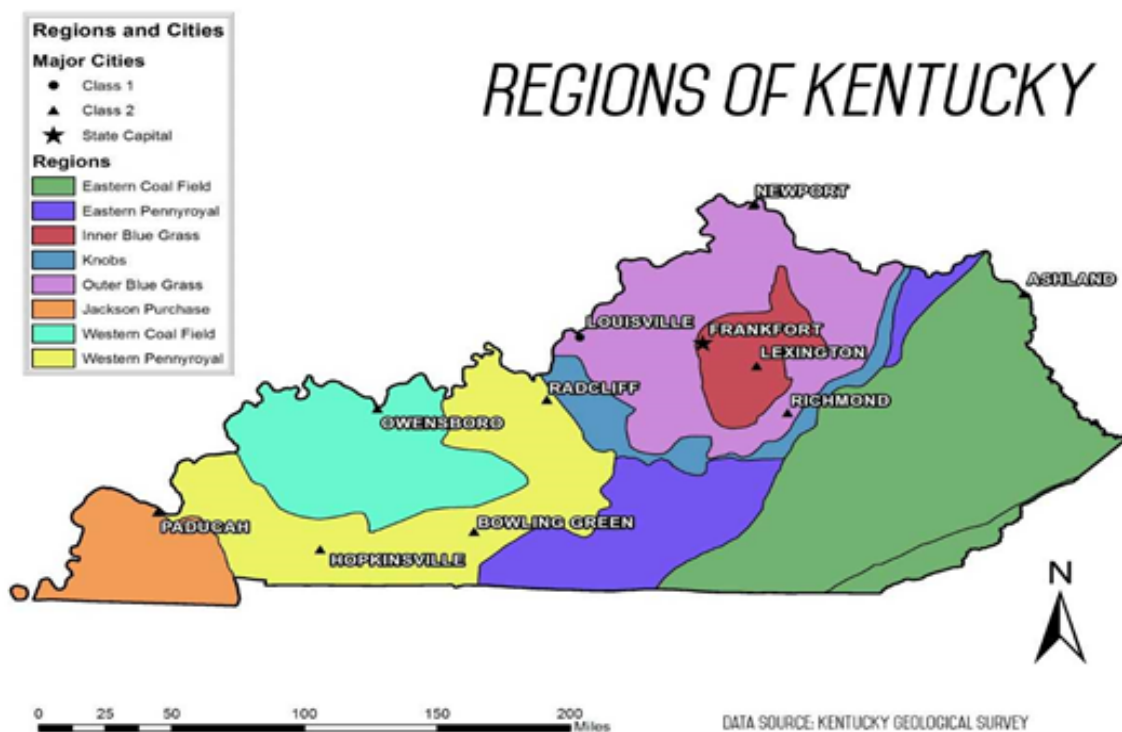 Regions and Cities
Major Cities
Class 1
Class 2
State Capital
Regions
Eastern Coal Field
Eastern Pennyroyal
Inner Blue Grass
Knobs
Outer Blue Grass
Jackson Purchase
Western Coal Field
Western Pennyroyal
REGIONS OF KENTUCKY
NEWPORT
ASHLAND
LOUISVILLE
FRANKFORT
LEXINGTON
RADCLIFF
RICHMOND
OWENSBORO
PADUCAH
BOWLING GREEN
HOPKINSVILLE
N
0 25 50 100 150 200
Miles
DATA SOURCE: KENTUCKY GEOLOGICAL SURVEY